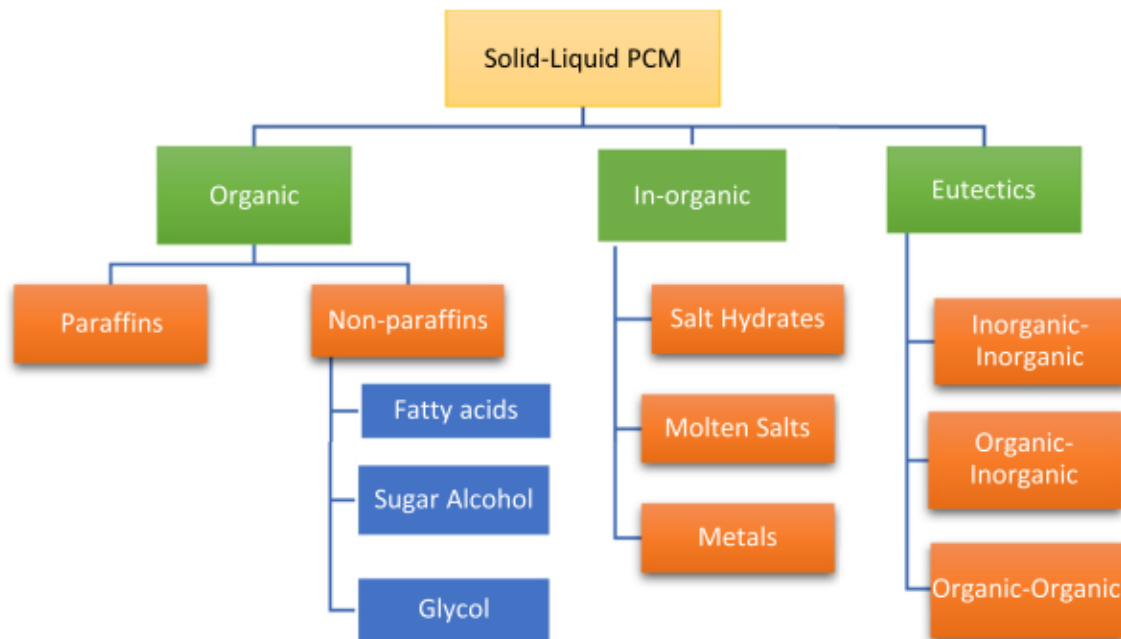 Solid-Liquid PCM
Organic
In-organic
Eutectics
Paraffins
Non-paraffins
Fatty acids
Sugar Alcohol
Glycol
Salt Hydrates
Molten Salts
Metals
Inorganic-
Inorganic
Organic-
Inorganic
Organic-Organic